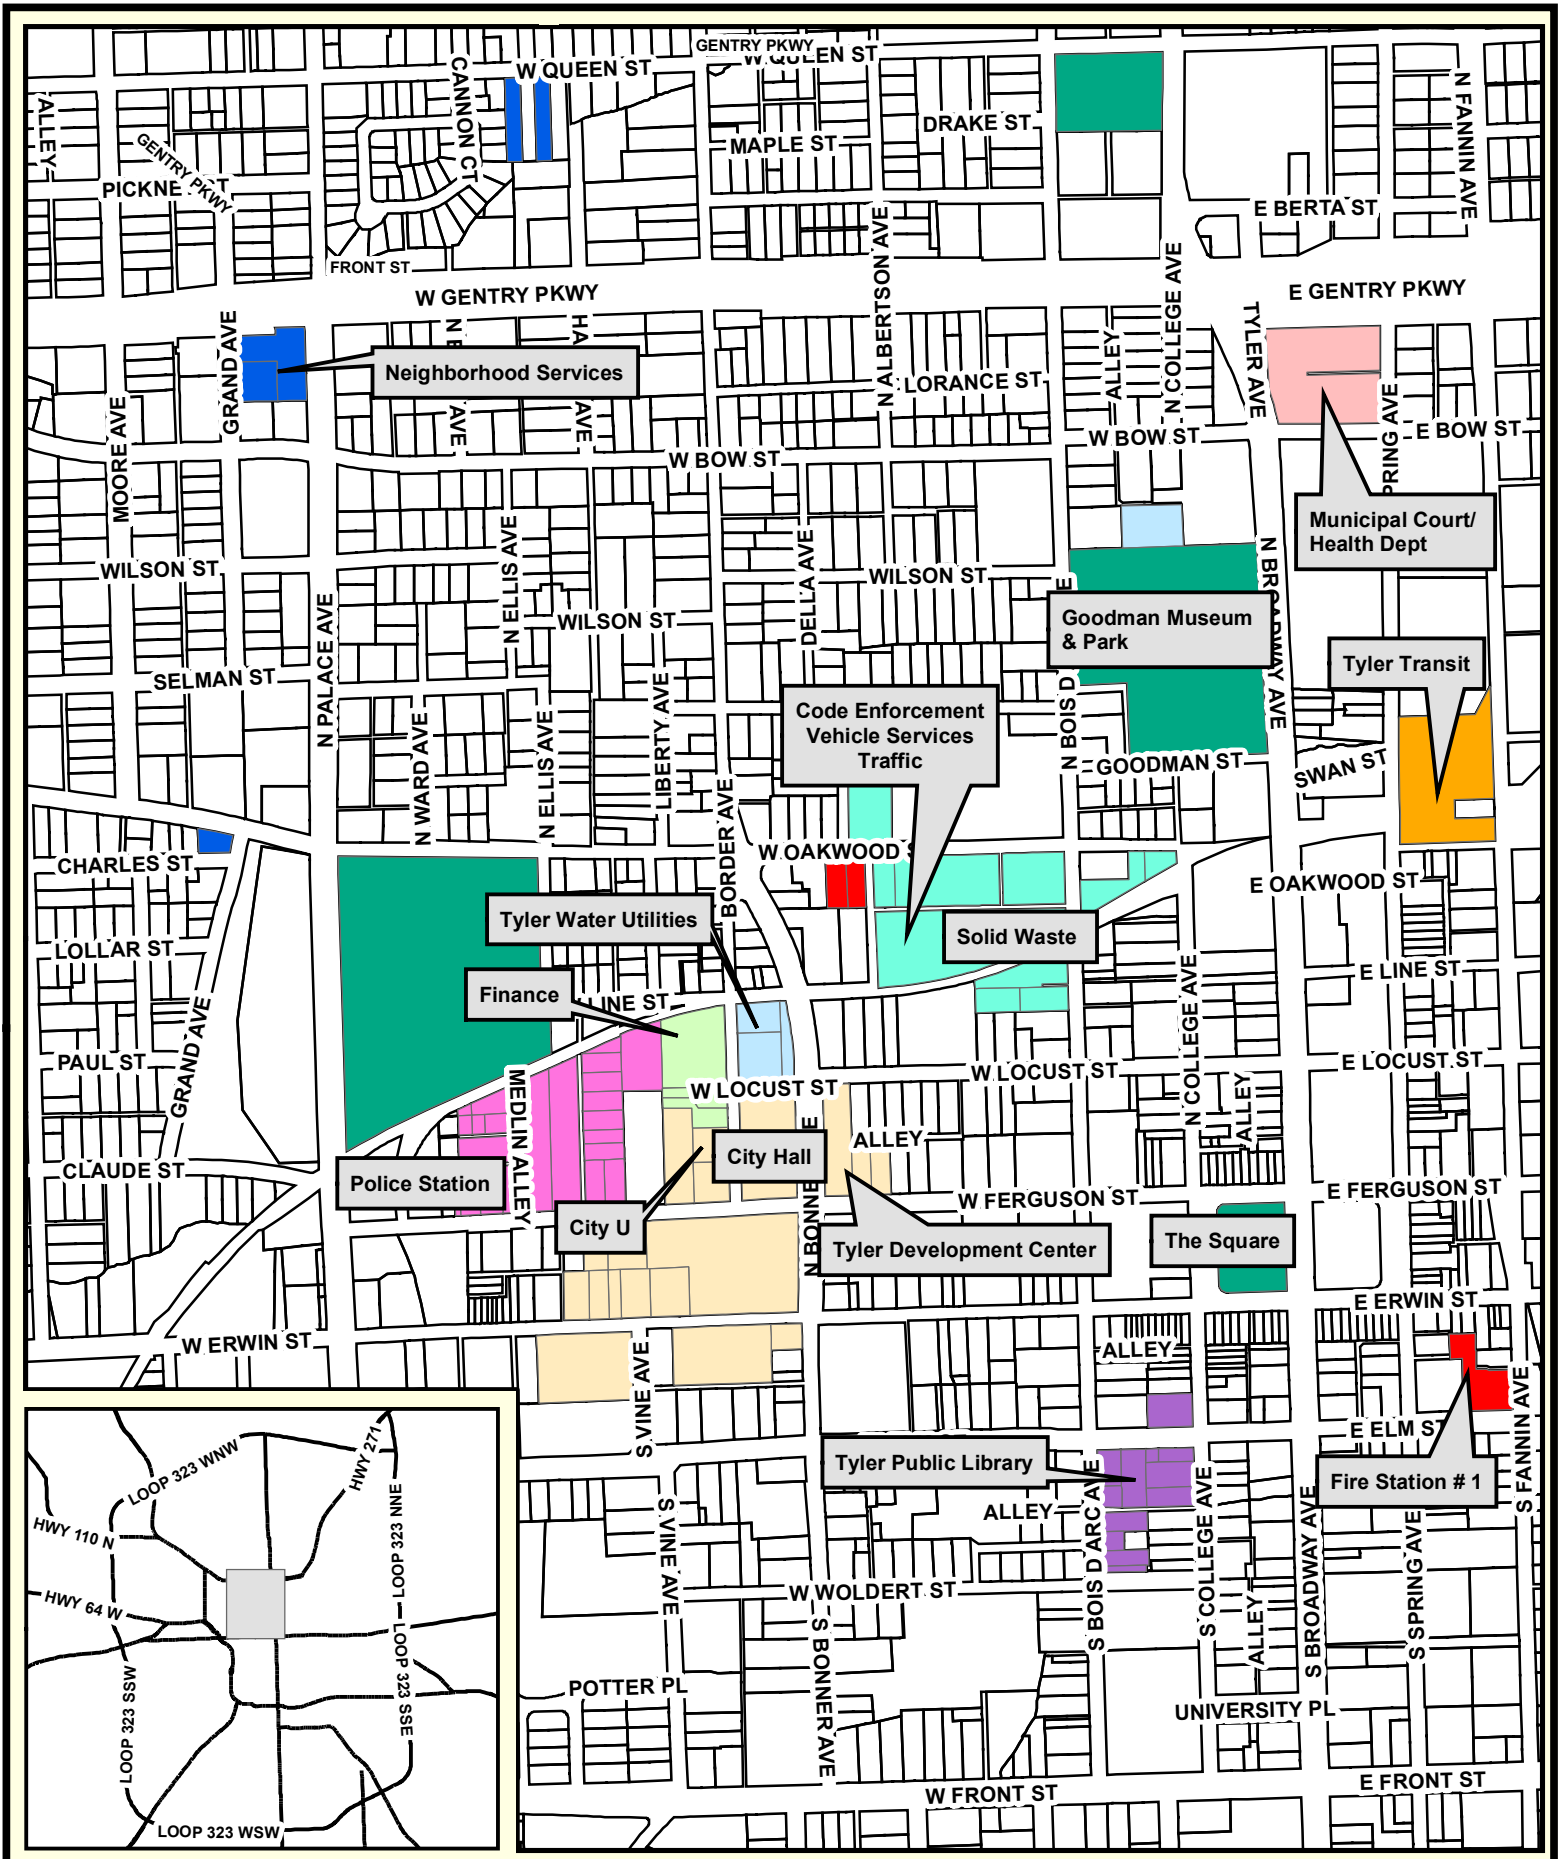 GENTRY PKWY
W QUEEN ST
W QUEEN ST
CANNON CT
ALLEY
N FANNIN AVE
DRAKE ST
MAPLE ST
GENTRY PKWY
E BERTA ST
FRONT ST
W GENTRY PKWY
E GENTRY PKWY
N ALBERTSON AVE
N COLLEGE AVE
TYLER AVE
GRAND AVE
ALLEY
Neighborhood Services
LORANCE ST
MOORE AVE
AVE
AVE
W BOW ST
E BOW ST
W BOW ST
Municipal Court/
Health Dept
WILSON ST
WILSON ST
N ELLIS AVE
DELLA AVE
N BROADWAY AVE
WILSON ST
Goodman Museum
& Park
N PALACE AVE
SELMAN ST
Tyler Transit
Code Enforcement
Vehicle Services
Traffic
LIBERTY AVE
N WARD AVE
N ELLIS AVE
GOODMAN ST
SWAN ST
BORDER AVE
W OAKWOOD
CHARLES ST
E OAKWOOD ST
Tyler Water Utilities
Solid Waste
LOLLAR ST
E LINE ST
Finance
LINE ST
N COLLEGE AVE
GRAND AVE
PAUL ST
E LOCUST ST
W LOCUST ST
W LOCUST ST
MEDLIN ALLEY
ALLEY
ALLEY
City Hall
CLAUDE ST
Police Station
W FERGUSON ST
E FERGUSON ST
City U
Tyler Development Center
The Square
E ERWIN ST
W ERWIN ST
ALLEY
S VINE AVE
S FANNIN AVE
E ELM ST
Tyler Public Library
Fire Station # 1
ALLEY
S VINE AVE
S BOIS D ARC AVE
S COLLEGE AVE
S BROADWAY AVE
S SPRING AVE
W WOLDERT ST
ALLEY
S BONNER AVE
POTTER PL
UNIVERSITY PL
W FRONT ST
E FRONT ST
LOOP 323 WNW
HWY 271
LOOP 323 NNE
HWY 110 N
HWY 64 W
LOOP 323 SSW
LOOP 323 SSE
LOOP 323 WSW